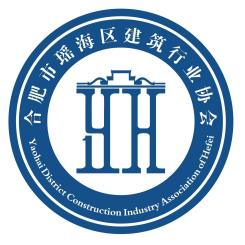 合肥市瑶海区建筑行业协会
Yaohai District Construction Industry Association of Hefei